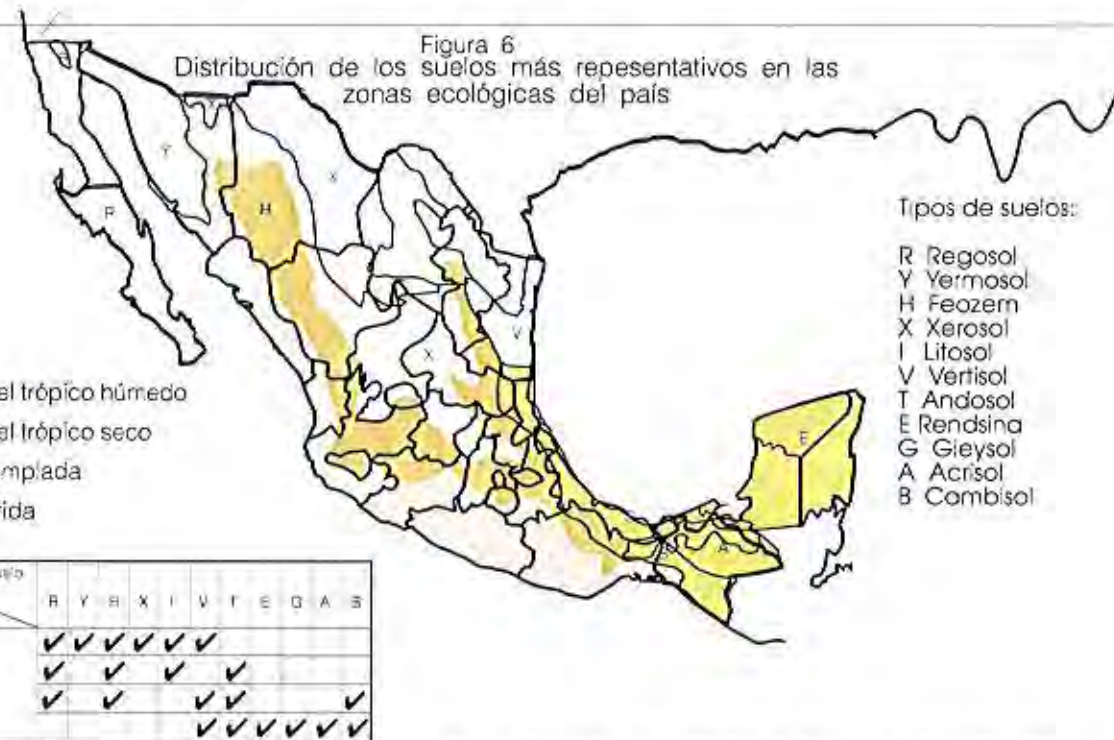 Figura 6
Distribución de los suelos más repesentativos en las
zonas ecológicas del país
Tipos de suelos:
R Regosol
Y Yermosol
H Feozem
X Xerosol
I Litosol
V Vertisol
T Andosol
E Rendsina
G Gleysol
A Acrisol
B Combisol
Y
X
R
H
V
X
E
A
el trópico húmedo
el trópico seco
mplada
rida
R Y H X I V T E G A B
✓ ✓ ✓ ✓ ✓ ✓
✓ ✓ ✓ ✓
✓ ✓ ✓ ✓ ✓
✓ ✓ ✓ ✓ ✓ ✓